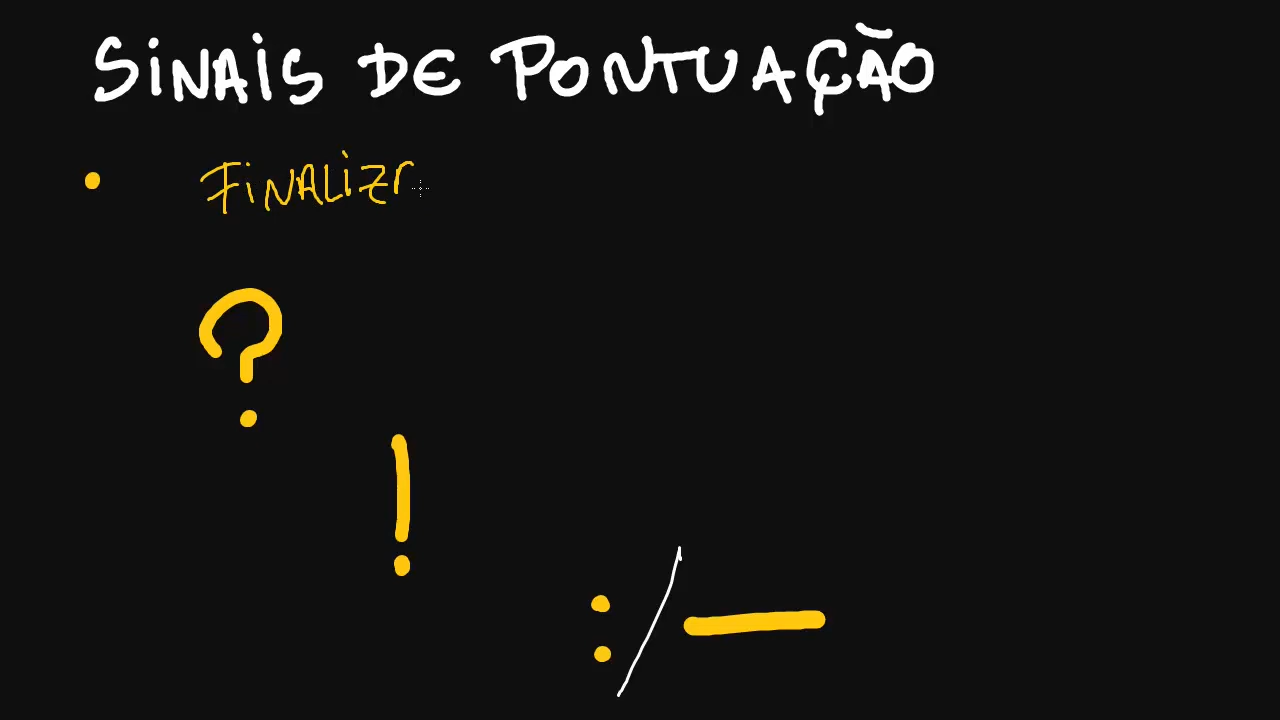 SINAIS DE PONTUAÇÃO
. FINALIZR
?
!
: / —